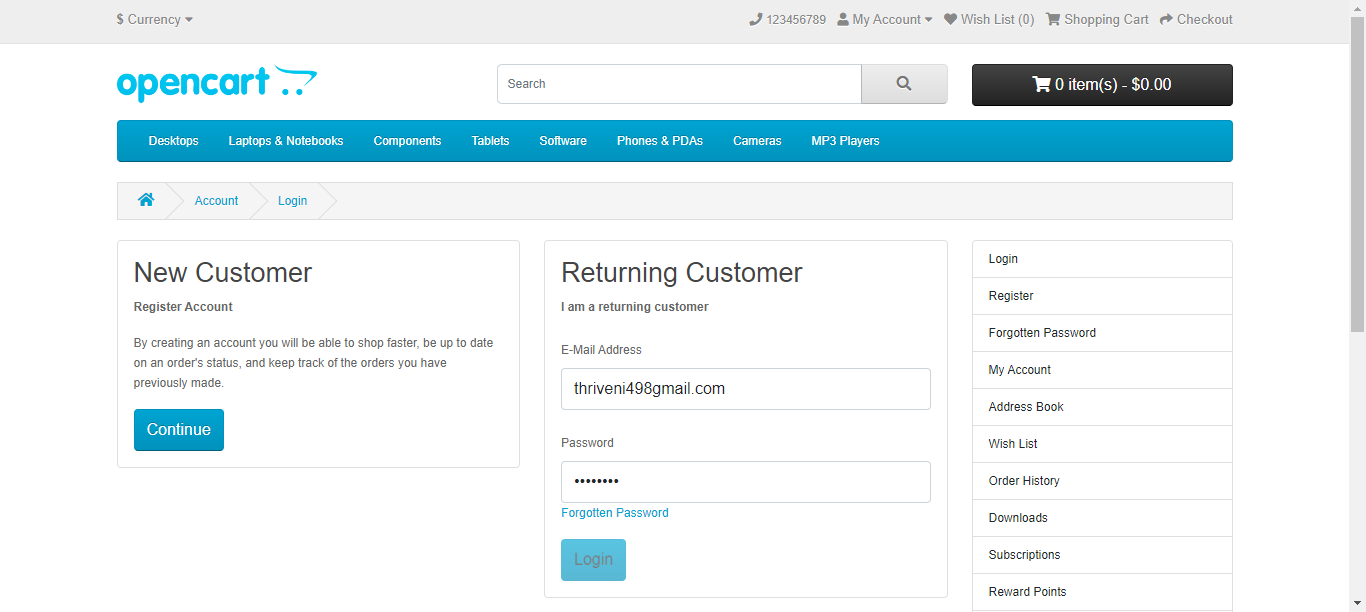 $ Currency
123456789 My Account Wish List (0) Shopping Cart Checkout
opencart
Search
0 item(s) - $0.00
Desktops Laptops & Notebooks Components Tablets Software Phones & PDAs Cameras MP3 Players
Account Login
New Customer
Register Account
By creating an account you will be able to shop faster, be up to date
on an order's status, and keep track of the orders you have
previously made.
Continue
Returning Customer
I am a returning customer
E-Mail Address
thriveni498gmail.com
Password
••••••••
Forgotten Password
Login
Login
Register
Forgotten Password
My Account
Address Book
Wish List
Order History
Downloads
Subscriptions
Reward Points